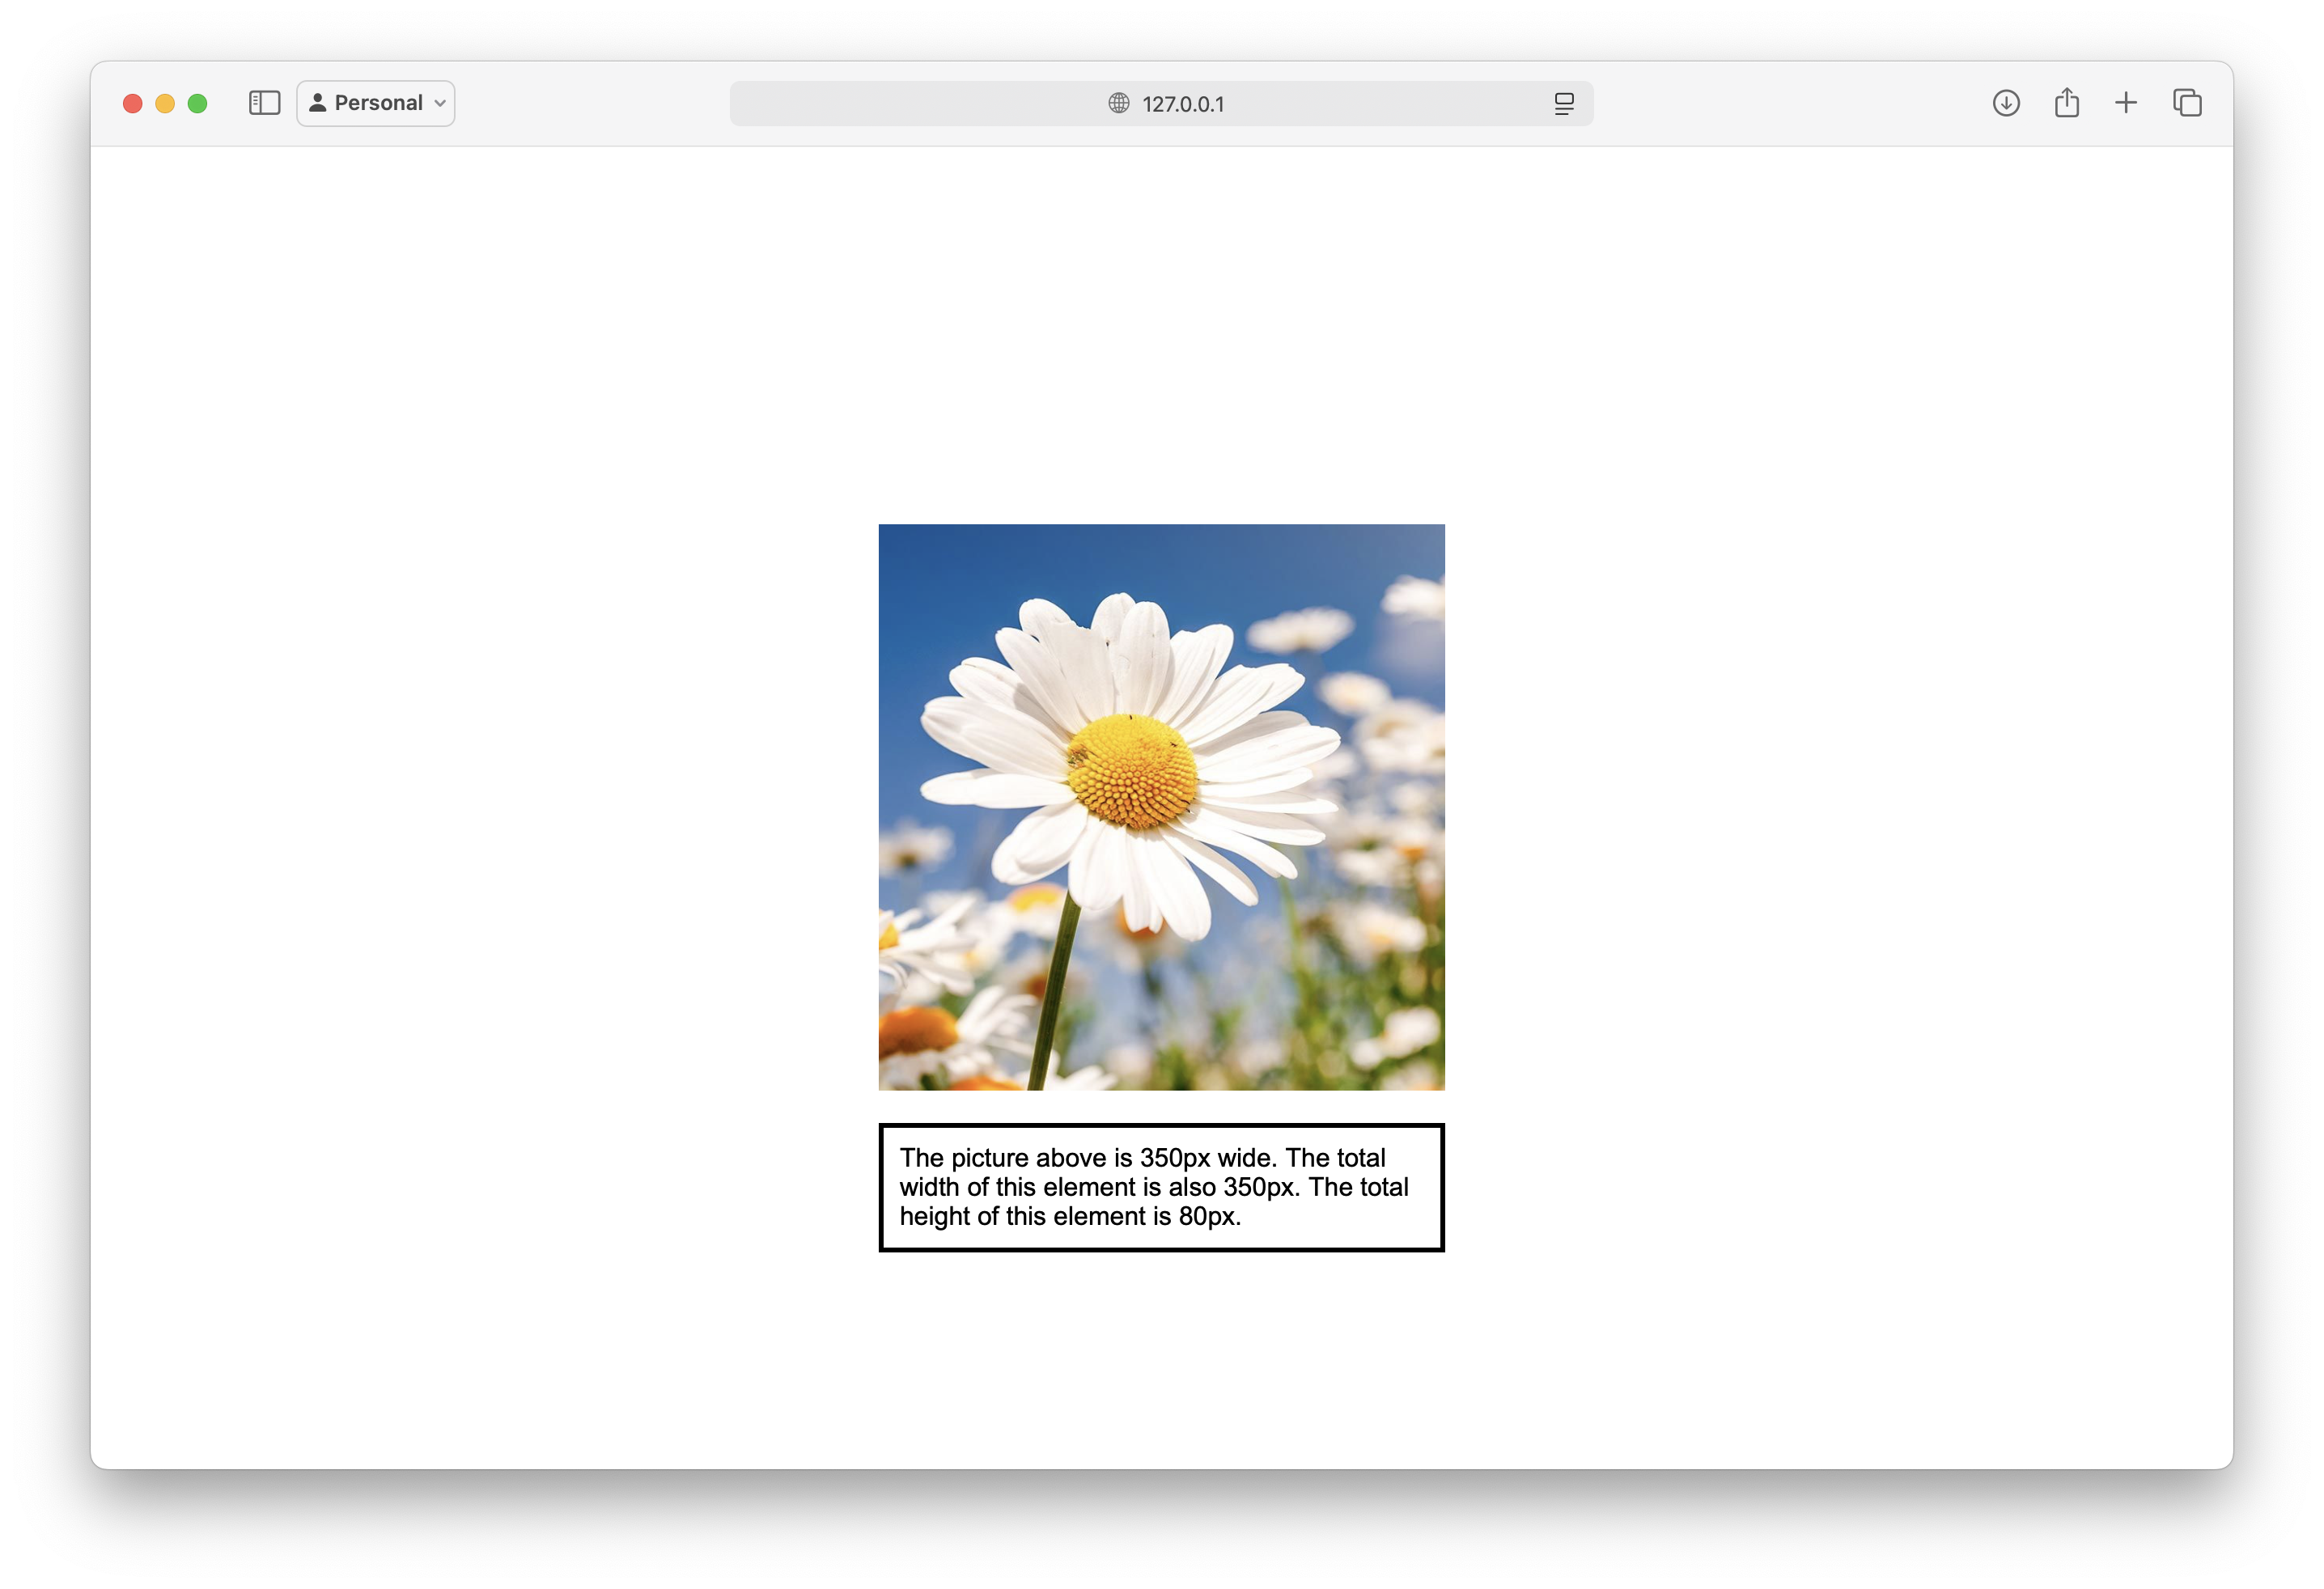 Personal
127.0.0.1
The picture above is 350px wide. The total
width of this element is also 350px. The total
height of this element is 80px.